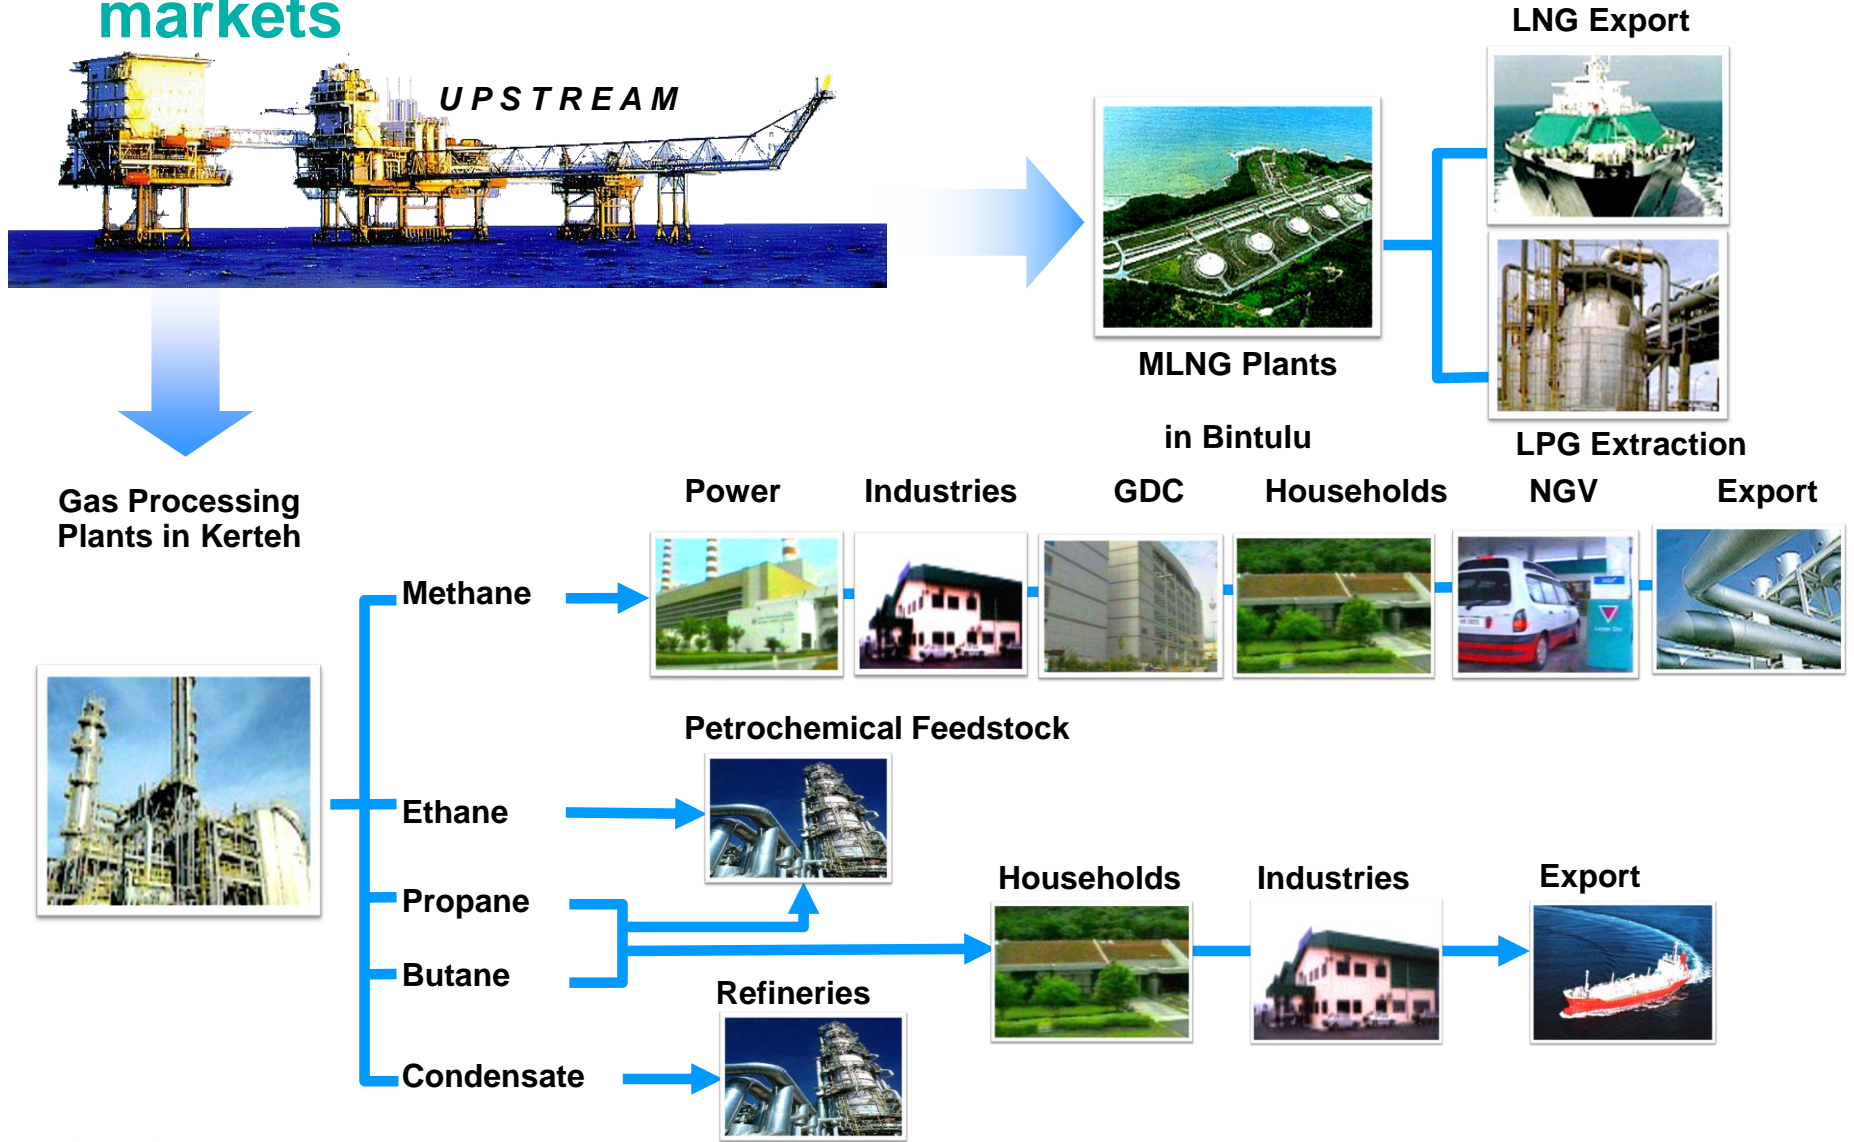 markets
UPSTREAM
LNG Export
MLNG Plants
in Bintulu
LPG Extraction
Gas Processing
Plants in Kerteh
Power
Industries
GDC
Households
NGV
Export
Methane
Petrochemical Feedstock
Ethane
Propane
Butane
Households
Industries
Export
Refineries
Condensate